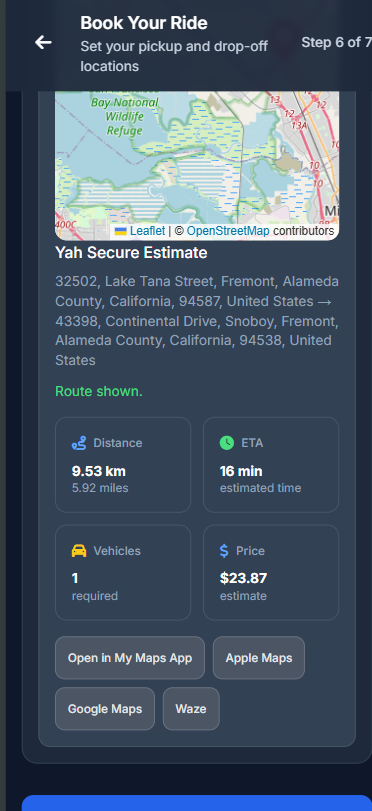 Book Your Ride
Set your pickup and drop-off
locations
Step 6 of 7
Bay National
Wildlife
Refuge
12
13A
10
10
400C
Mi
Leaflet | © OpenStreetMap contributors
Yah Secure Estimate
32502, Lake Tana Street, Fremont, Alameda
County, California, 94587, United States →
43398, Continental Drive, Snoboy, Fremont,
Alameda County, California, 94538, United
States
Route shown.
Distance
9.53 km
5.92 miles
ETA
16 min
estimated time
Vehicles
1
required
Price
$23.87
estimate
Open in My Maps App
Apple Maps
Google Maps
Waze